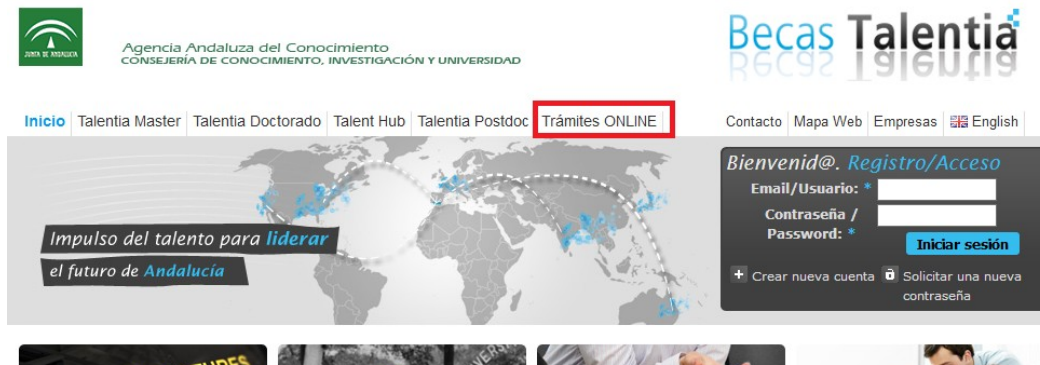 JUNTA DE ANDALUCIA
Agencia Andaluza del Conocimiento
CONSEJERÍA DE CONOCIMIENTO, INVESTIGACIÓN Y UNIVERSIDAD
Becas Talentia
Inicio Talentia Master Talentia Doctorado Talent Hub Talentia Postdoc Trámites ONLINE Contacto Mapa Web Empresas English
Bienvenid@. Registro/Acceso
Email/Usuario: *
Contraseña /
Password: *
Iniciar sesión
Crear nueva cuenta Solicitar una nueva
contraseña
Impulso del talento para liderar
el futuro de Andalucía